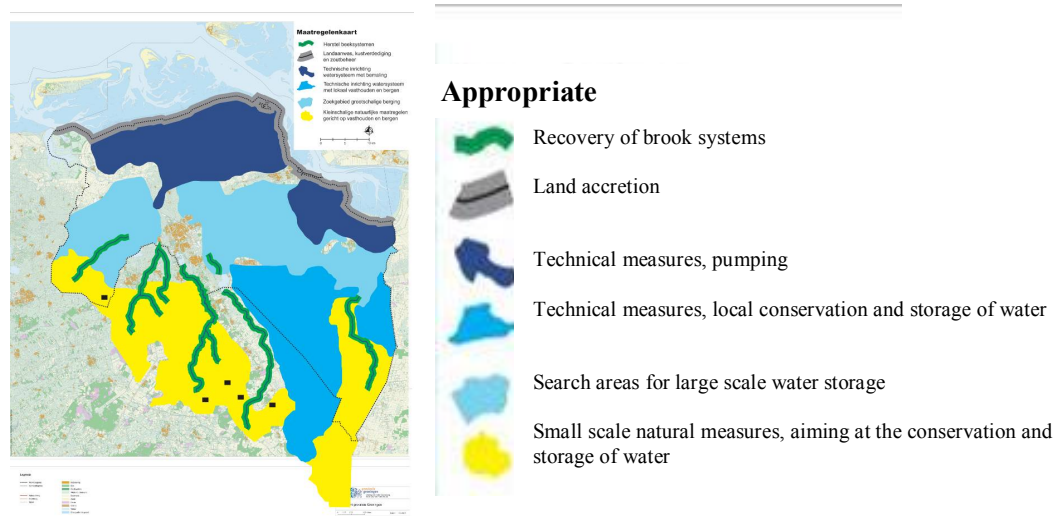 Maatregelenkaart
Herstel beeksystemen
Landaanwas, kustverdediging
en zoetbeheer
Technische inrichting
watersysteem met bemaling
Technische inrichting watersysteem
met lokaal vasthouden en bergen
Zoekgebied grootschalige berging
Kleinschalige natuurlijke maatregelen
gericht op vasthouden en bergen
Appropriate
Recovery of brook systems
Land accretion
Technical measures, pumping
Technical measures, local conservation and storage of water
Search areas for large scale water storage
Small scale natural measures, aiming at the conservation and
storage of water